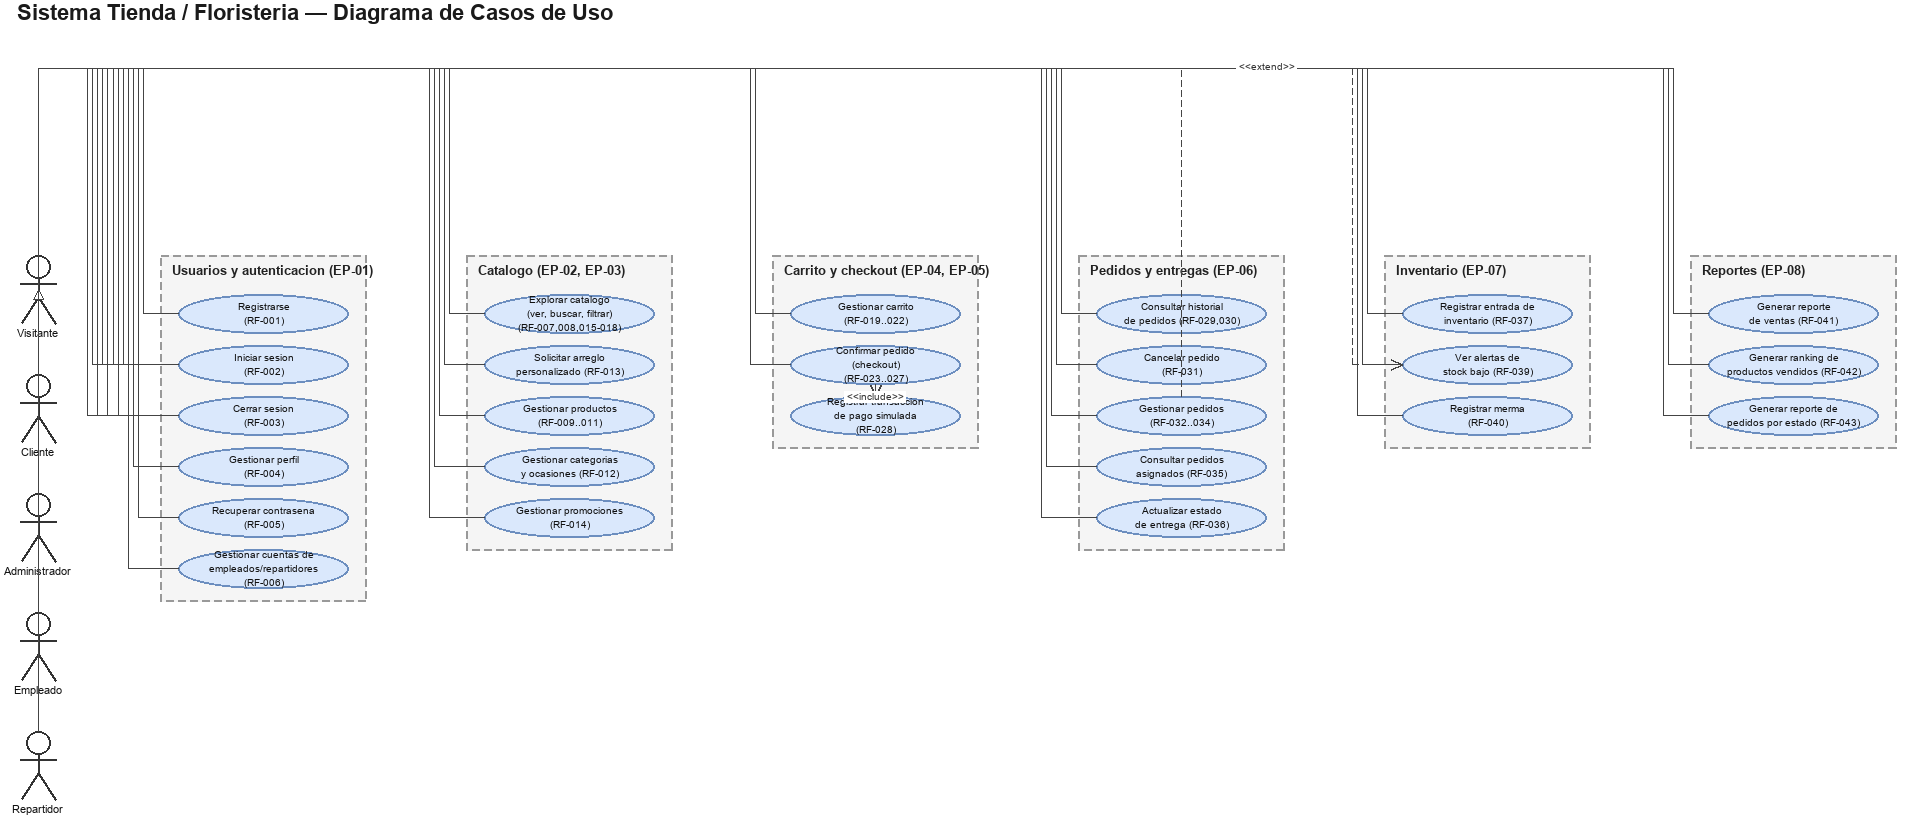 Sistema Tienda / Floristeria — Diagrama de Casos de Uso
<<extend>>
Visitante
Cliente
Administrador
Empleado
Repartidor
Usuarios y autenticacion (EP-01)
Registrarse
(RF-001)
Iniciar sesion
(RF-002)
Cerrar sesion
(RF-003)
Gestionar perfil
(RF-004)
Recuperar contrasena
(RF-005)
Gestionar cuentas de
empleados/repartidores
(RF-006)
Catalogo (EP-02, EP-03)
Explorar catalogo
(ver, buscar, filtrar)
(RF-007,008,015-018)
Solicitar arreglo
personalizado (RF-013)
Gestionar productos
(RF-009..011)
Gestionar categorias
y ocasiones (RF-012)
Gestionar promociones
(RF-014)
Carrito y checkout (EP-04, EP-05)
Gestionar carrito
(RF-019..022)
Confirmar pedido
(checkout)
(RF-023..027)
<<include>>
Registrar transaccion
de pago simulada
(RF-028)
Pedidos y entregas (EP-06)
Consultar historial
de pedidos (RF-029,030)
Cancelar pedido
(RF-031)
Gestionar pedidos
(RF-032..034)
Consultar pedidos
asignados (RF-035)
Actualizar estado
de entrega (RF-036)
Inventario (EP-07)
Registrar entrada de
inventario (RF-037)
Ver alertas de
stock bajo (RF-039)
Registrar merma
(RF-040)
Reportes (EP-08)
Generar reporte
de ventas (RF-041)
Generar ranking de
productos vendidos (RF-042)
Generar reporte de
pedidos por estado (RF-043)